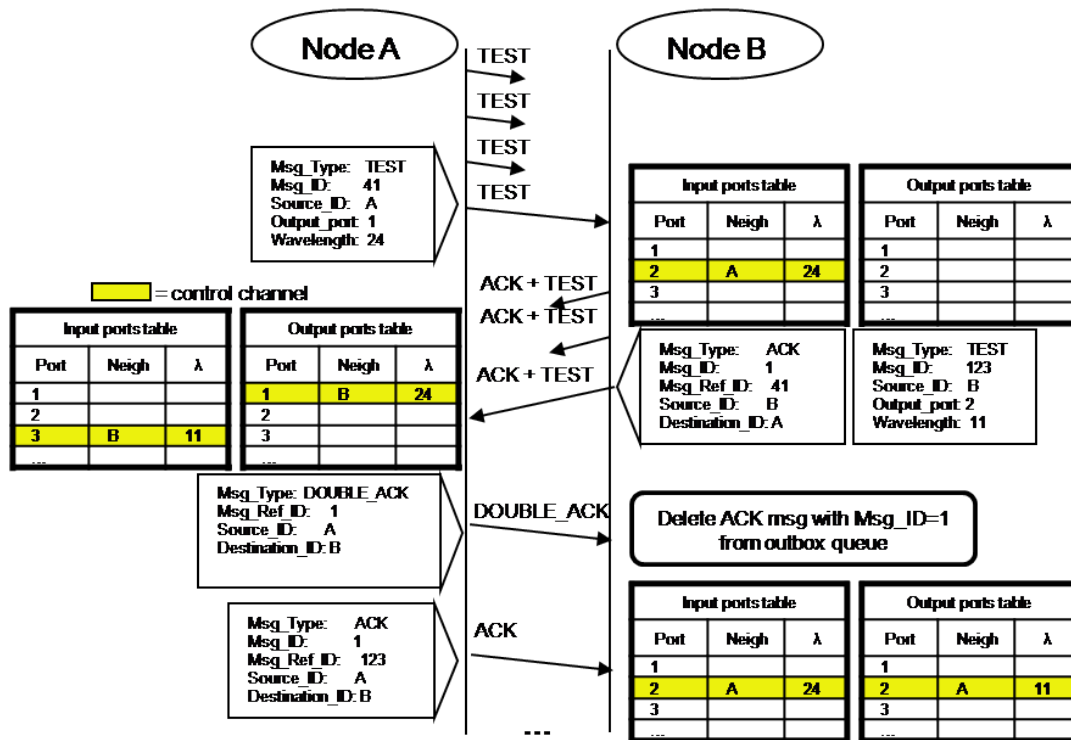 Node A
Node B
TEST
TEST
TEST
TEST
Msg_Type: TEST
Msg_ID: 41
Source_ID: A
Output_port: 1
Wavelength: 24
Input ports table
Port Neigh λ
1
2 A 24
3
...
Output ports table
Port Neigh λ
1
2
3
...
ACK + TEST
ACK + TEST
ACK + TEST
= control channel
Input ports table
Port Neigh λ
1
2
3 B 11
...
Output ports table
Port Neigh λ
1 B 24
2
3
...
Msg_Type: ACK
Msg_ID: 1
Msg_Ref_ID: 41
Source_ID: B
Destination_ID: A
Msg_Type: TEST
Msg_ID: 123
Source_ID: B
Output_port: 2
Wavelength: 11
Msg_Type: DOUBLE_ACK
Msg_Ref_ID: 1
Source_ID: A
Destination_ID: B
DOUBLE_ACK
Delete ACK msg with Msg_ID=1
from outbox queue
Msg_Type: ACK
Msg_ID: 1
Msg_Ref_ID: 123
Source_ID: A
Destination_ID: B
ACK
Input ports table
Port Neigh λ
1
2 A 24
3
...
Output ports table
Port Neigh λ
1
2 A 11
3
...
...